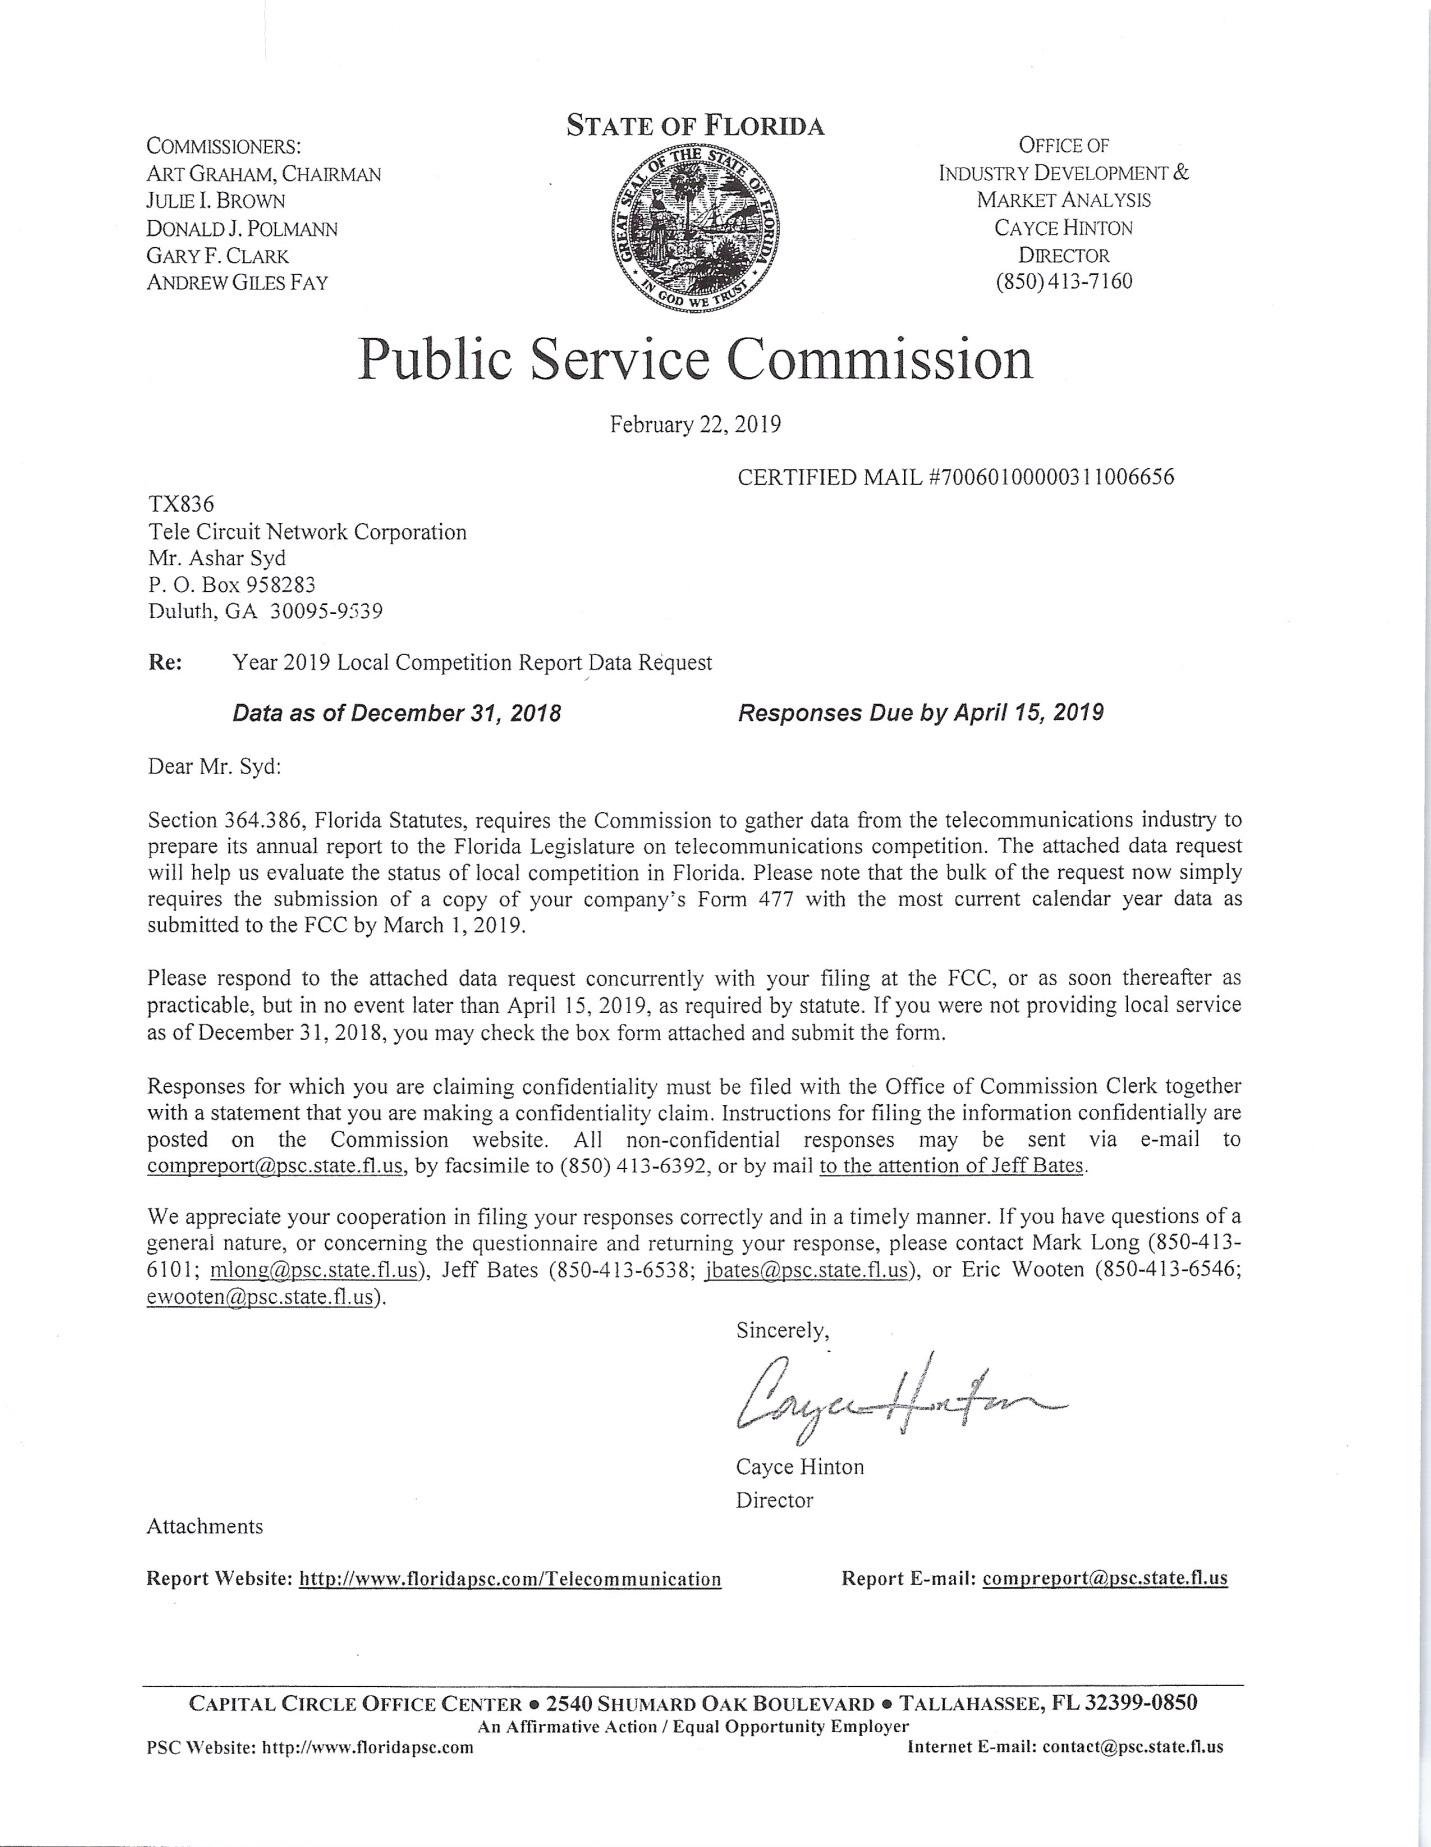 STATE OF FLORIDA
COMMISSIONERS:
ART GRAHAM, CHAIRMAN
JULIE I. BROWN
DONALD J. POLMANN
GARY F. CLARK
ANDREW GILES FAY
GREAT SEAL OF THE STATE OF FLORIDA
IN GOD WE TRUST
OFFICE OF
INDUSTRY DEVELOPMENT &
MARKET ANALYSIS
CAYCE HINTON
DIRECTOR
(850) 413-7160
Public Service Commission
February 22, 2019
CERTIFIED MAIL #70060100000311006656
TX836
Tele Circuit Network Corporation
Mr. Ashar Syd
P. O. Box 958283
Duluth, GA 30095-9539
Re: Year 2019 Local Competition Report Data Request
Data as of December 31, 2018 Responses Due by April 15, 2019
Dear Mr. Syd:
Section 364.386, Florida Statutes, requires the Commission to gather data from the telecommunications industry to
prepare its annual report to the Florida Legislature on telecommunications competition. The attached data request
will help us evaluate the status of local competition in Florida. Please note that the bulk of the request now simply
requires the submission of a copy of your company's Form 477 with the most current calendar year data as
submitted to the FCC by March 1, 2019.
Please respond to the attached data request concurrently with your filing at the FCC, or as soon thereafter as
practicable, but in no event later than April 15, 2019, as required by statute. If you were not providing local service
as of December 31, 2018, you may check the box form attached and submit the form.
Responses for which you are claiming confidentiality must be filed with the Office of Commission Clerk together
with a statement that you are making a confidentiality claim. Instructions for filing the information confidentially are
posted on the Commission website. All non-confidential responses may be sent via e-mail to
compreport@psc.state.fl.us, by facsimile to (850) 413-6392, or by mail to the attention of Jeff Bates.
We appreciate your cooperation in filing your responses correctly and in a timely manner. If you have questions of a
general nature, or concerning the questionnaire and returning your response, please contact Mark Long (850-413-
6101; mlong@psc.state.fl.us), Jeff Bates (850-413-6538; jbates@psc.state.fl.us), or Eric Wooten (850-413-6546;
ewooten@psc.state.fl.us).
Sincerely,
Cayce Hinton
Cayce Hinton
Director
Attachments
Report Website: http://www.floridapsc.com/Telecommunication Report E-mail: compreport@psc.state.fl.us
CAPITAL CIRCLE OFFICE CENTER • 2540 SHUMARD OAK BOULEVARD • TALLAHASSEE, FL 32399-0850
An Affirmative Action / Equal Opportunity Employer
PSC Website: http://www.floridapsc.com Internet E-mail: contact@psc.state.fl.us